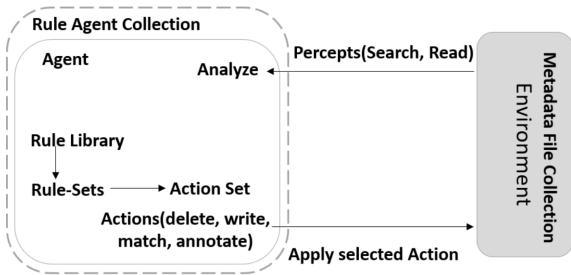 Rule Agent Collection
Agent
Analyze
Percepts(Search, Read)
Rule Library
Rule-Sets
Action Set
Actions(delete, write,
match, annotate)
Apply selected Action
Metadata File Collection
Environment